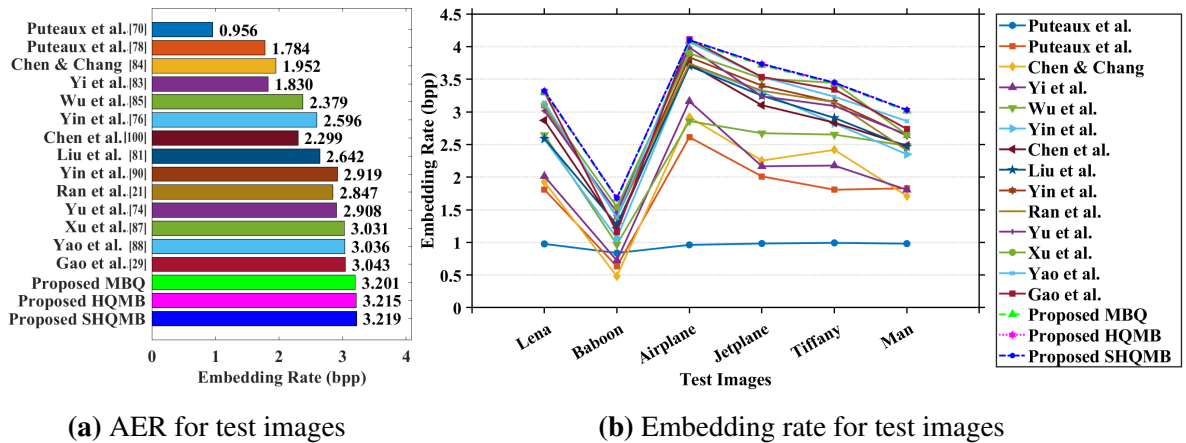 Puteaux et al.[70]
0.956
Puteaux et al.[78]
1.784
Chen & Chang [84]
1.952
Yi et al.[83]
1.830
Wu et al.[85]
2.379
Yin et al.[76]
2.596
Chen et al.[100]
2.299
Liu et al. [81]
2.642
Yin et al.[90]
2.919
Ran et al.[21]
2.847
Yu et al.[74]
2.908
Xu et al.[87]
3.031
Yao et al. [88]
3.036
Gao et al.[29]
3.043
Proposed MBQ
3.201
Proposed HQMB
3.215
Proposed SHQMB
3.219
0 1 2 3 4
Embedding Rate (bpp)
(a) AER for test images
Embedding Rate (bpp)
4.5
4
3.5
3
2.5
2
1.5
1
0.5
0
Lena
Baboon
Airplane
Jetplane
Tiffany
Man
Test Images
Puteaux et al.
Puteaux et al.
Chen & Chang
Yi et al.
Wu et al.
Yin et al.
Chen et al.
Liu et al.
Yin et al.
Ran et al.
Yu et al.
Xu et al.
Yao et al.
Gao et al.
Proposed MBQ
Proposed HQMB
Proposed SHQMB
(b) Embedding rate for test images